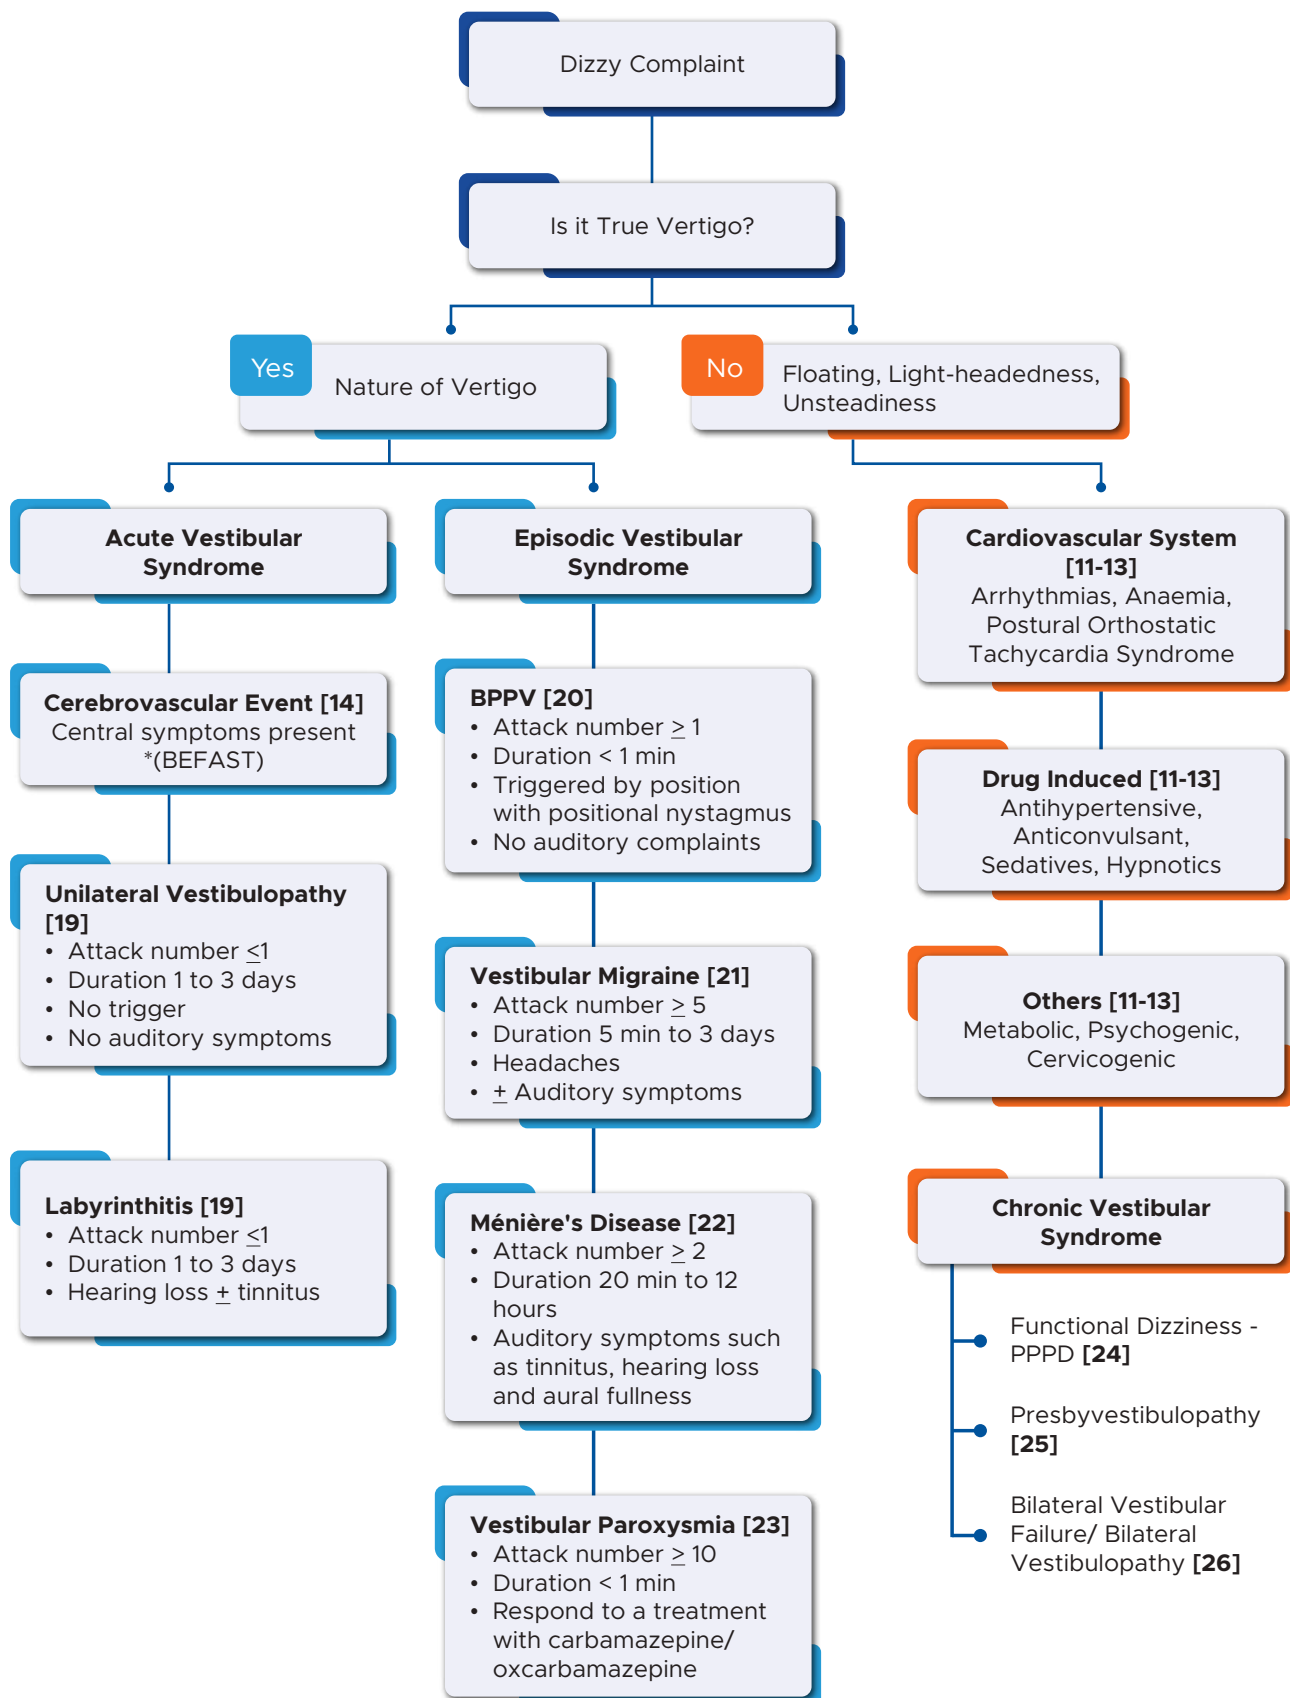 Dizzy Complaint
Is it True Vertigo?
Yes
Nature of Vertigo
No
Floating, Light-headedness,
Unsteadiness
Acute Vestibular
Syndrome
Cerebrovascular Event [14]
Central symptoms present
*(BEFAST)
Unilateral Vestibulopathy
[19]
• Attack number ≤1
• Duration 1 to 3 days
• No trigger
• No auditory symptoms
Labyrinthitis [19]
• Attack number ≤1
• Duration 1 to 3 days
• Hearing loss ± tinnitus
Episodic Vestibular
Syndrome
BPPV [20]
• Attack number ≥ 1
• Duration < 1 min
• Triggered by position
with positional nystagmus
• No auditory complaints
Vestibular Migraine [21]
• Attack number ≥ 5
• Duration 5 min to 3 days
• Headaches
• ± Auditory symptoms
Ménière's Disease [22]
• Attack number ≥ 2
• Duration 20 min to 12
hours
• Auditory symptoms such
as tinnitus, hearing loss
and aural fullness
Vestibular Paroxysmia [23]
• Attack number ≥ 10
• Duration < 1 min
• Respond to a treatment
with carbamazepine/
oxcarbamazepine
Cardiovascular System
[11-13]
Arrhythmias, Anaemia,
Postural Orthostatic
Tachycardia Syndrome
Drug Induced [11-13]
Antihypertensive,
Anticonvulsant,
Sedatives, Hypnotics
Others [11-13]
Metabolic, Psychogenic,
Cervicogenic
Chronic Vestibular
Syndrome
Functional Dizziness -
PPPD [24]
Presbyvestibulopathy
[25]
Bilateral Vestibular
Failure/ Bilateral
Vestibulopathy [26]